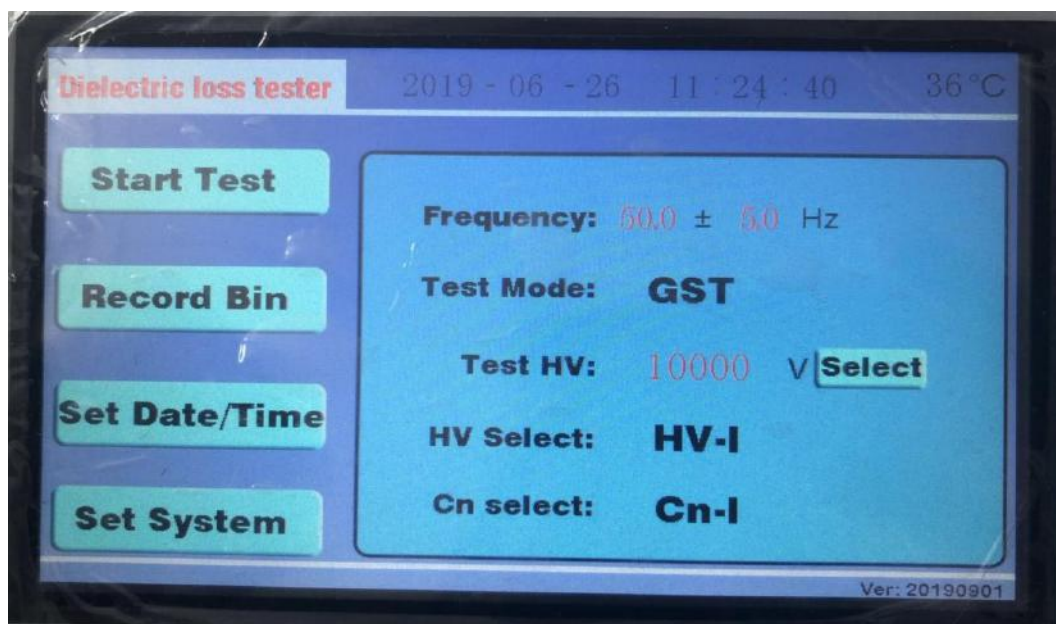 Dielectric loss tester 2019 - 06 - 26 11 : 24 : 40 36°C
Start Test
Record Bin
Set Date/Time
Set System
Frequency: 50.0 ± 5.0 Hz
Test Mode: GST
Test HV: 10000 V Select
HV Select: HV-I
Cn select: Cn-I
Ver: 20190901